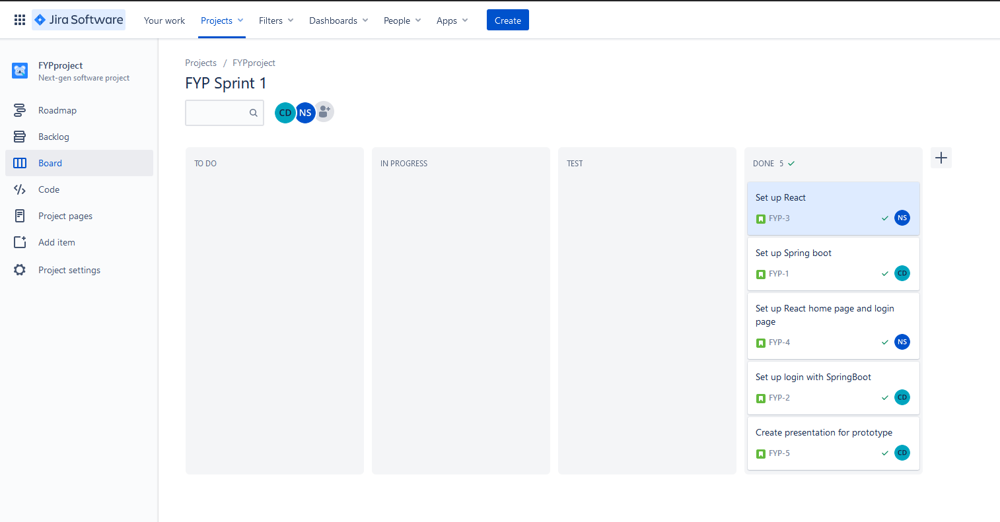 Jira Software
Your work
Projects
Filters
Dashboards
People
Apps
Create
FYPproject
Next-gen software project
Roadmap
Backlog
Board
Code
Project pages
Add item
Project settings
Projects / FYPproject
FYP Sprint 1
CD
NS
TO DO
IN PROGRESS
TEST
DONE 5
Set up React
FYP-3
NS
Set up Spring boot
FYP-1
CD
Set up React home page and login
page
FYP-4
NS
Set up login with SpringBoot
FYP-2
CD
Create presentation for prototype
FYP-5
CD